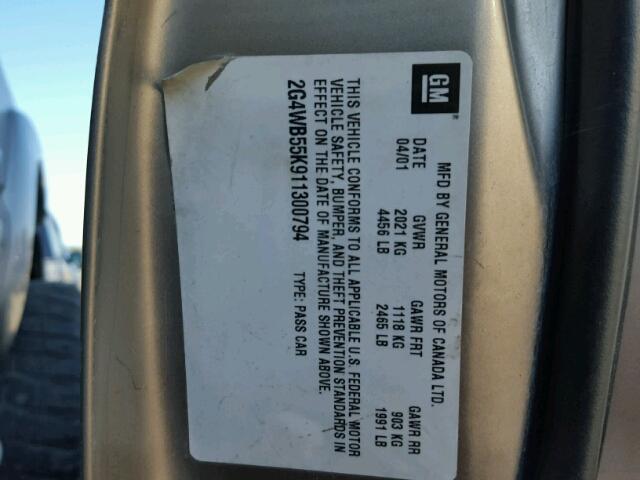 GM
MFD BY GENERAL MOTORS OF CANADA LTD.
DATE GVWR GAWR FRT GAWR RR
04/01 2021 KG 1118 KG 903 KG
4456 LB 2465 LB 1991 LB
THIS VEHICLE CONFORMS TO ALL APPLICABLE U.S. FEDERAL MOTOR
VEHICLE SAFETY, BUMPER, AND THEFT PREVENTION STANDARDS IN
EFFECT ON THE DATE OF MANUFACTURE SHOWN ABOVE.
2G4WB55K911300794 TYPE: PASS CAR